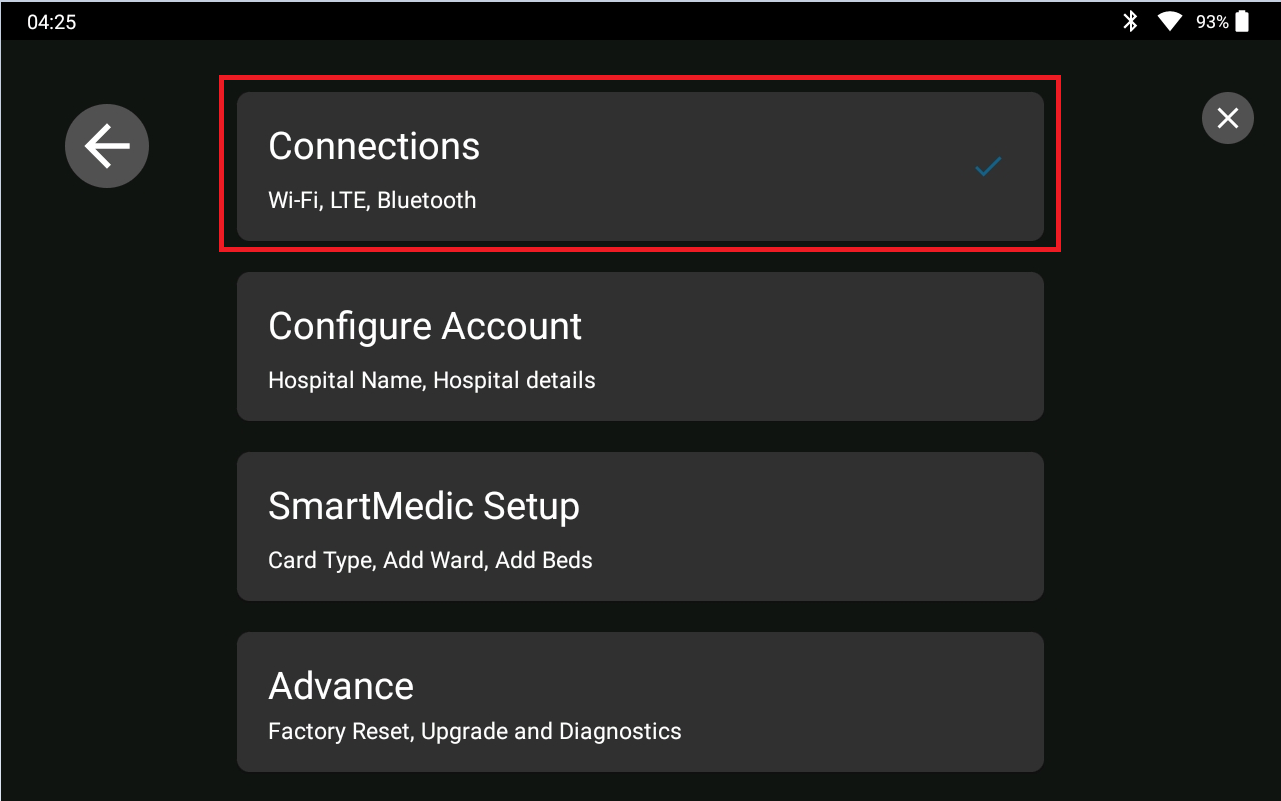 04:25
93%
Connections
Wi-Fi, LTE, Bluetooth
Configure Account
Hospital Name, Hospital details
SmartMedic Setup
Card Type, Add Ward, Add Beds
Advance
Factory Reset, Upgrade and Diagnostics